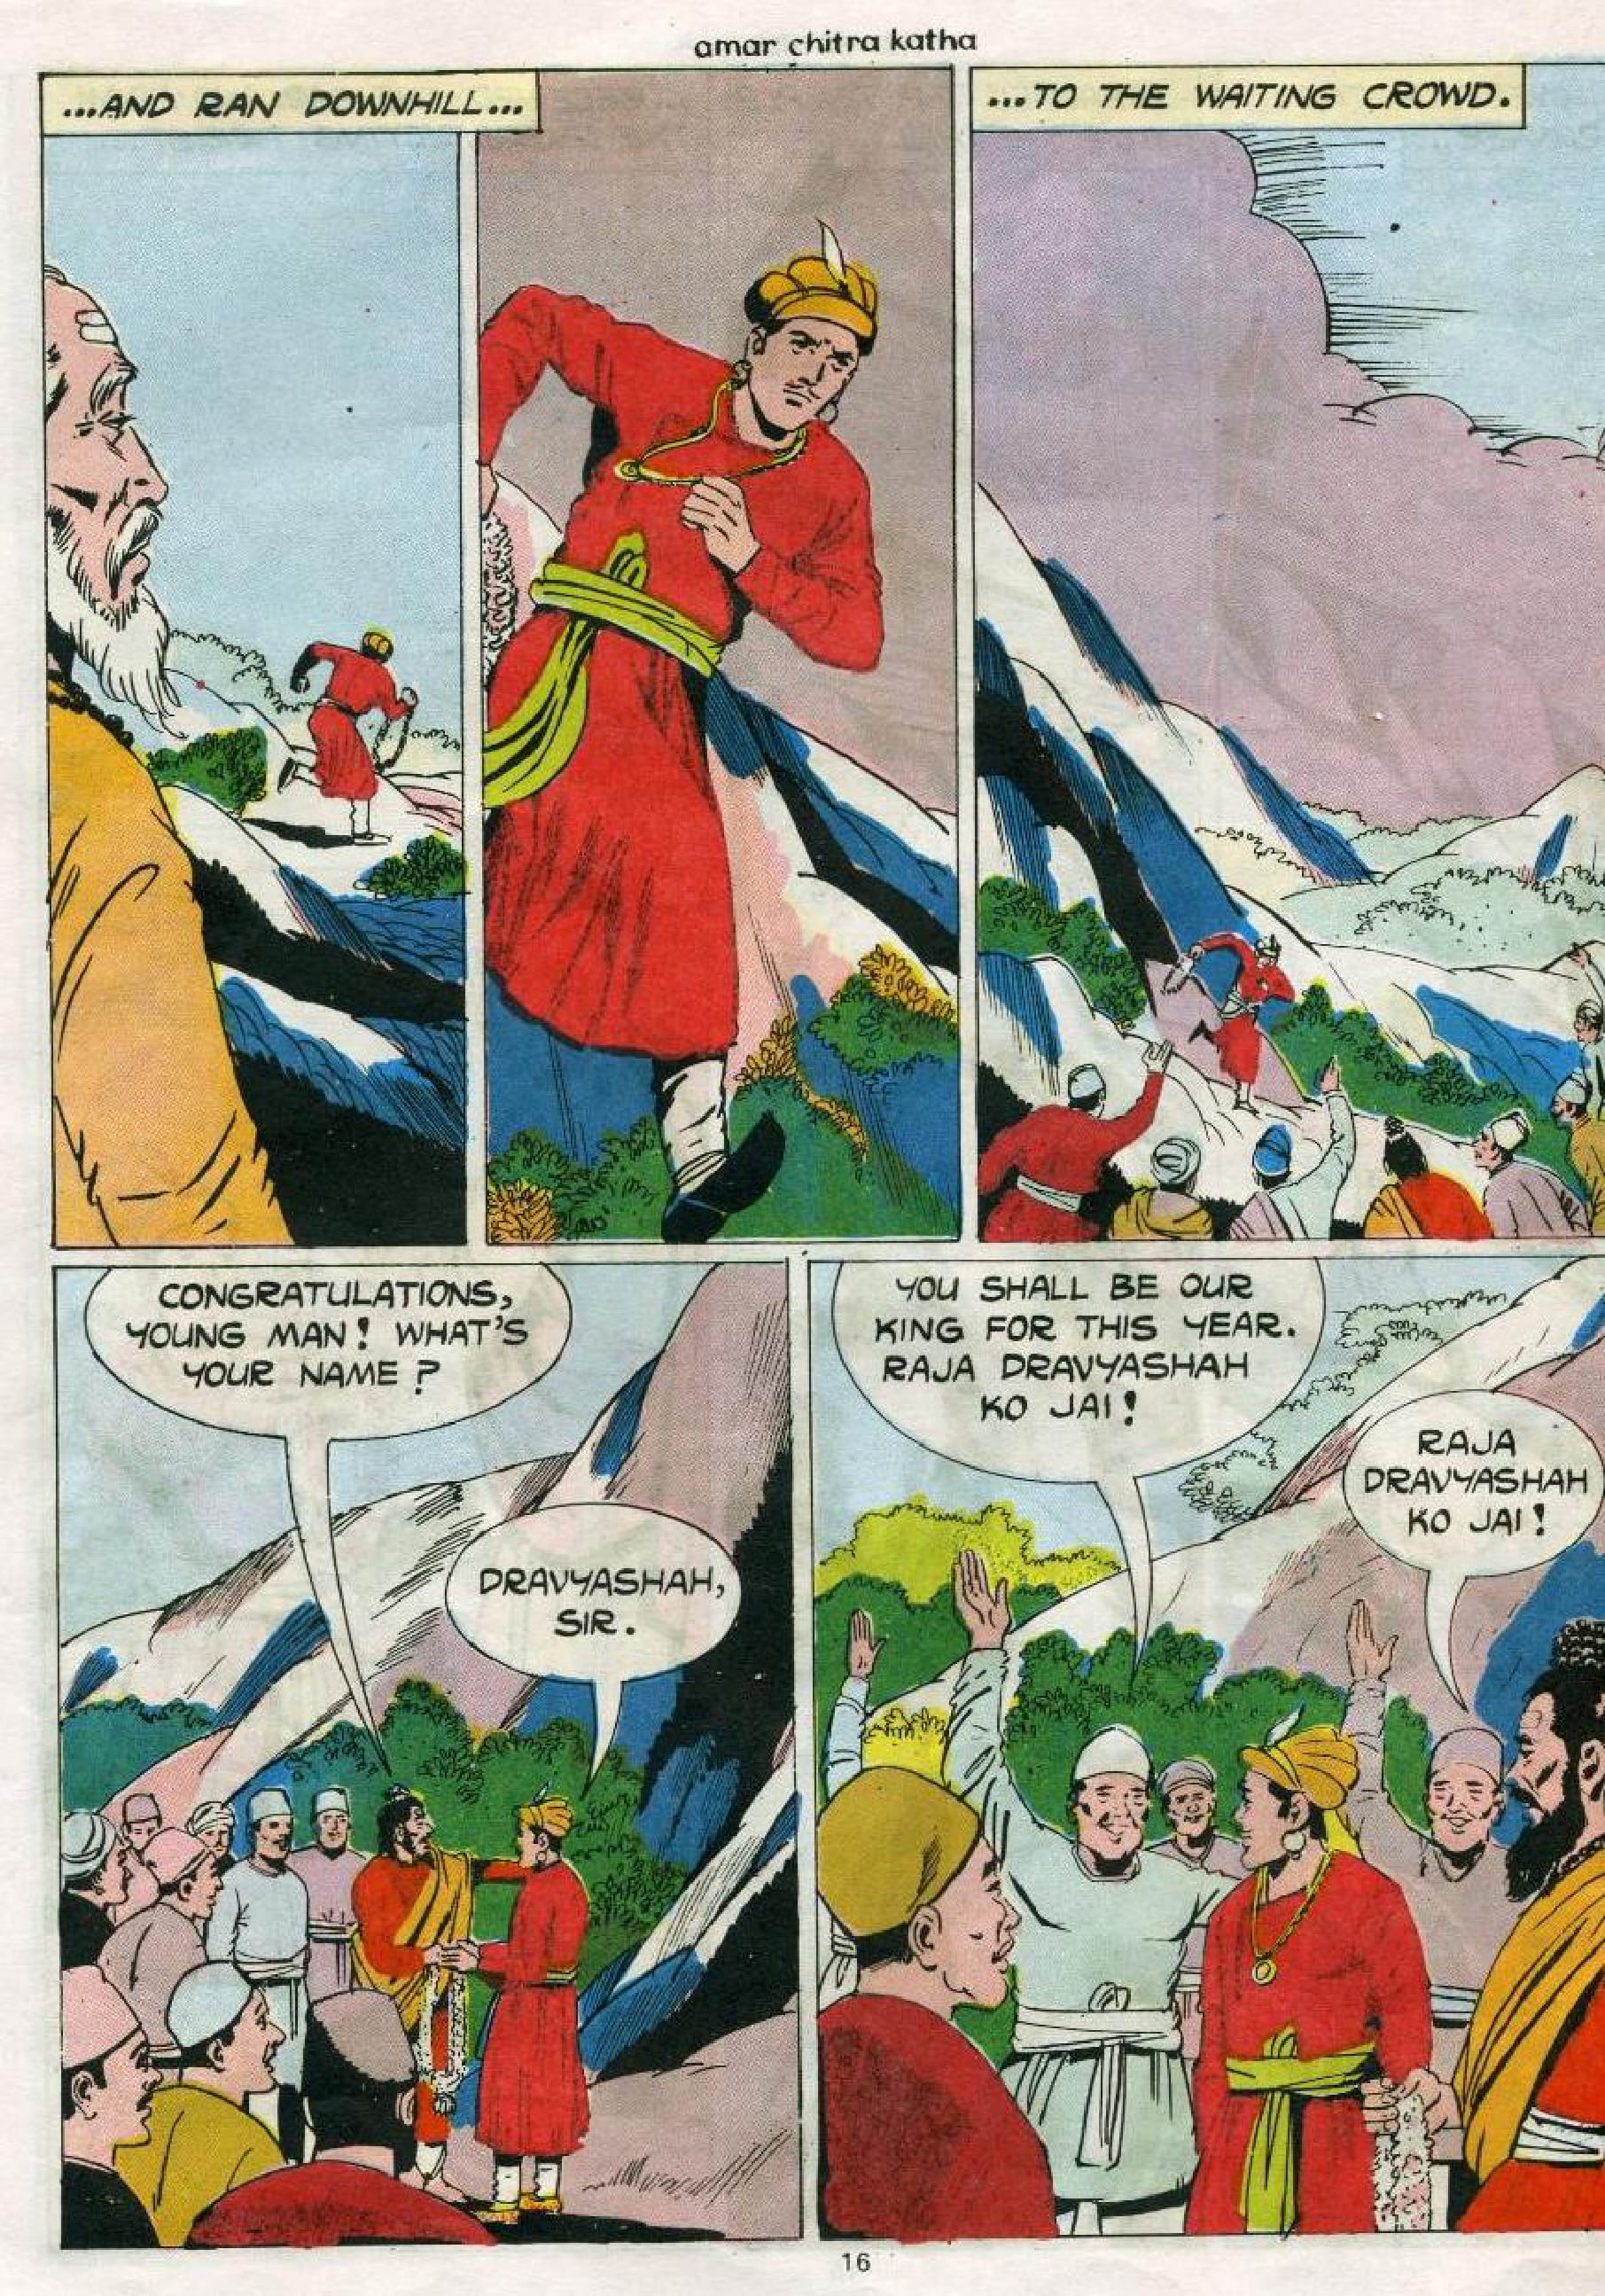 amar chitra katha
...AND RAN DOWNHILL...
...TO THE WAITING CROWD.
CONGRATULATIONS,
YOUNG MAN! WHAT'S
YOUR NAME?
DRAVYASHAH,
SIR.
YOU SHALL BE OUR
KING FOR THIS YEAR.
RAJA DRAVYASHAH
KO JAI!
RAJA
DRAVYASHAH
KO JAI!
16